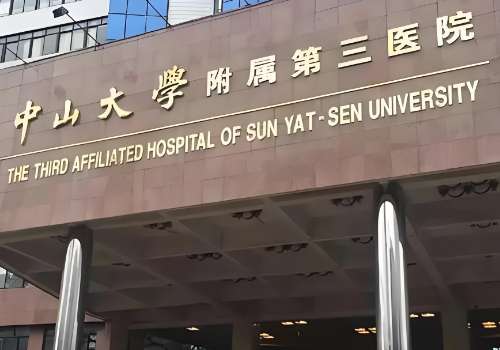 中山大學附属第三医院
THE THIRD AFFILIATED HOSPITAL OF SUN YAT-SEN UNIVERSITY